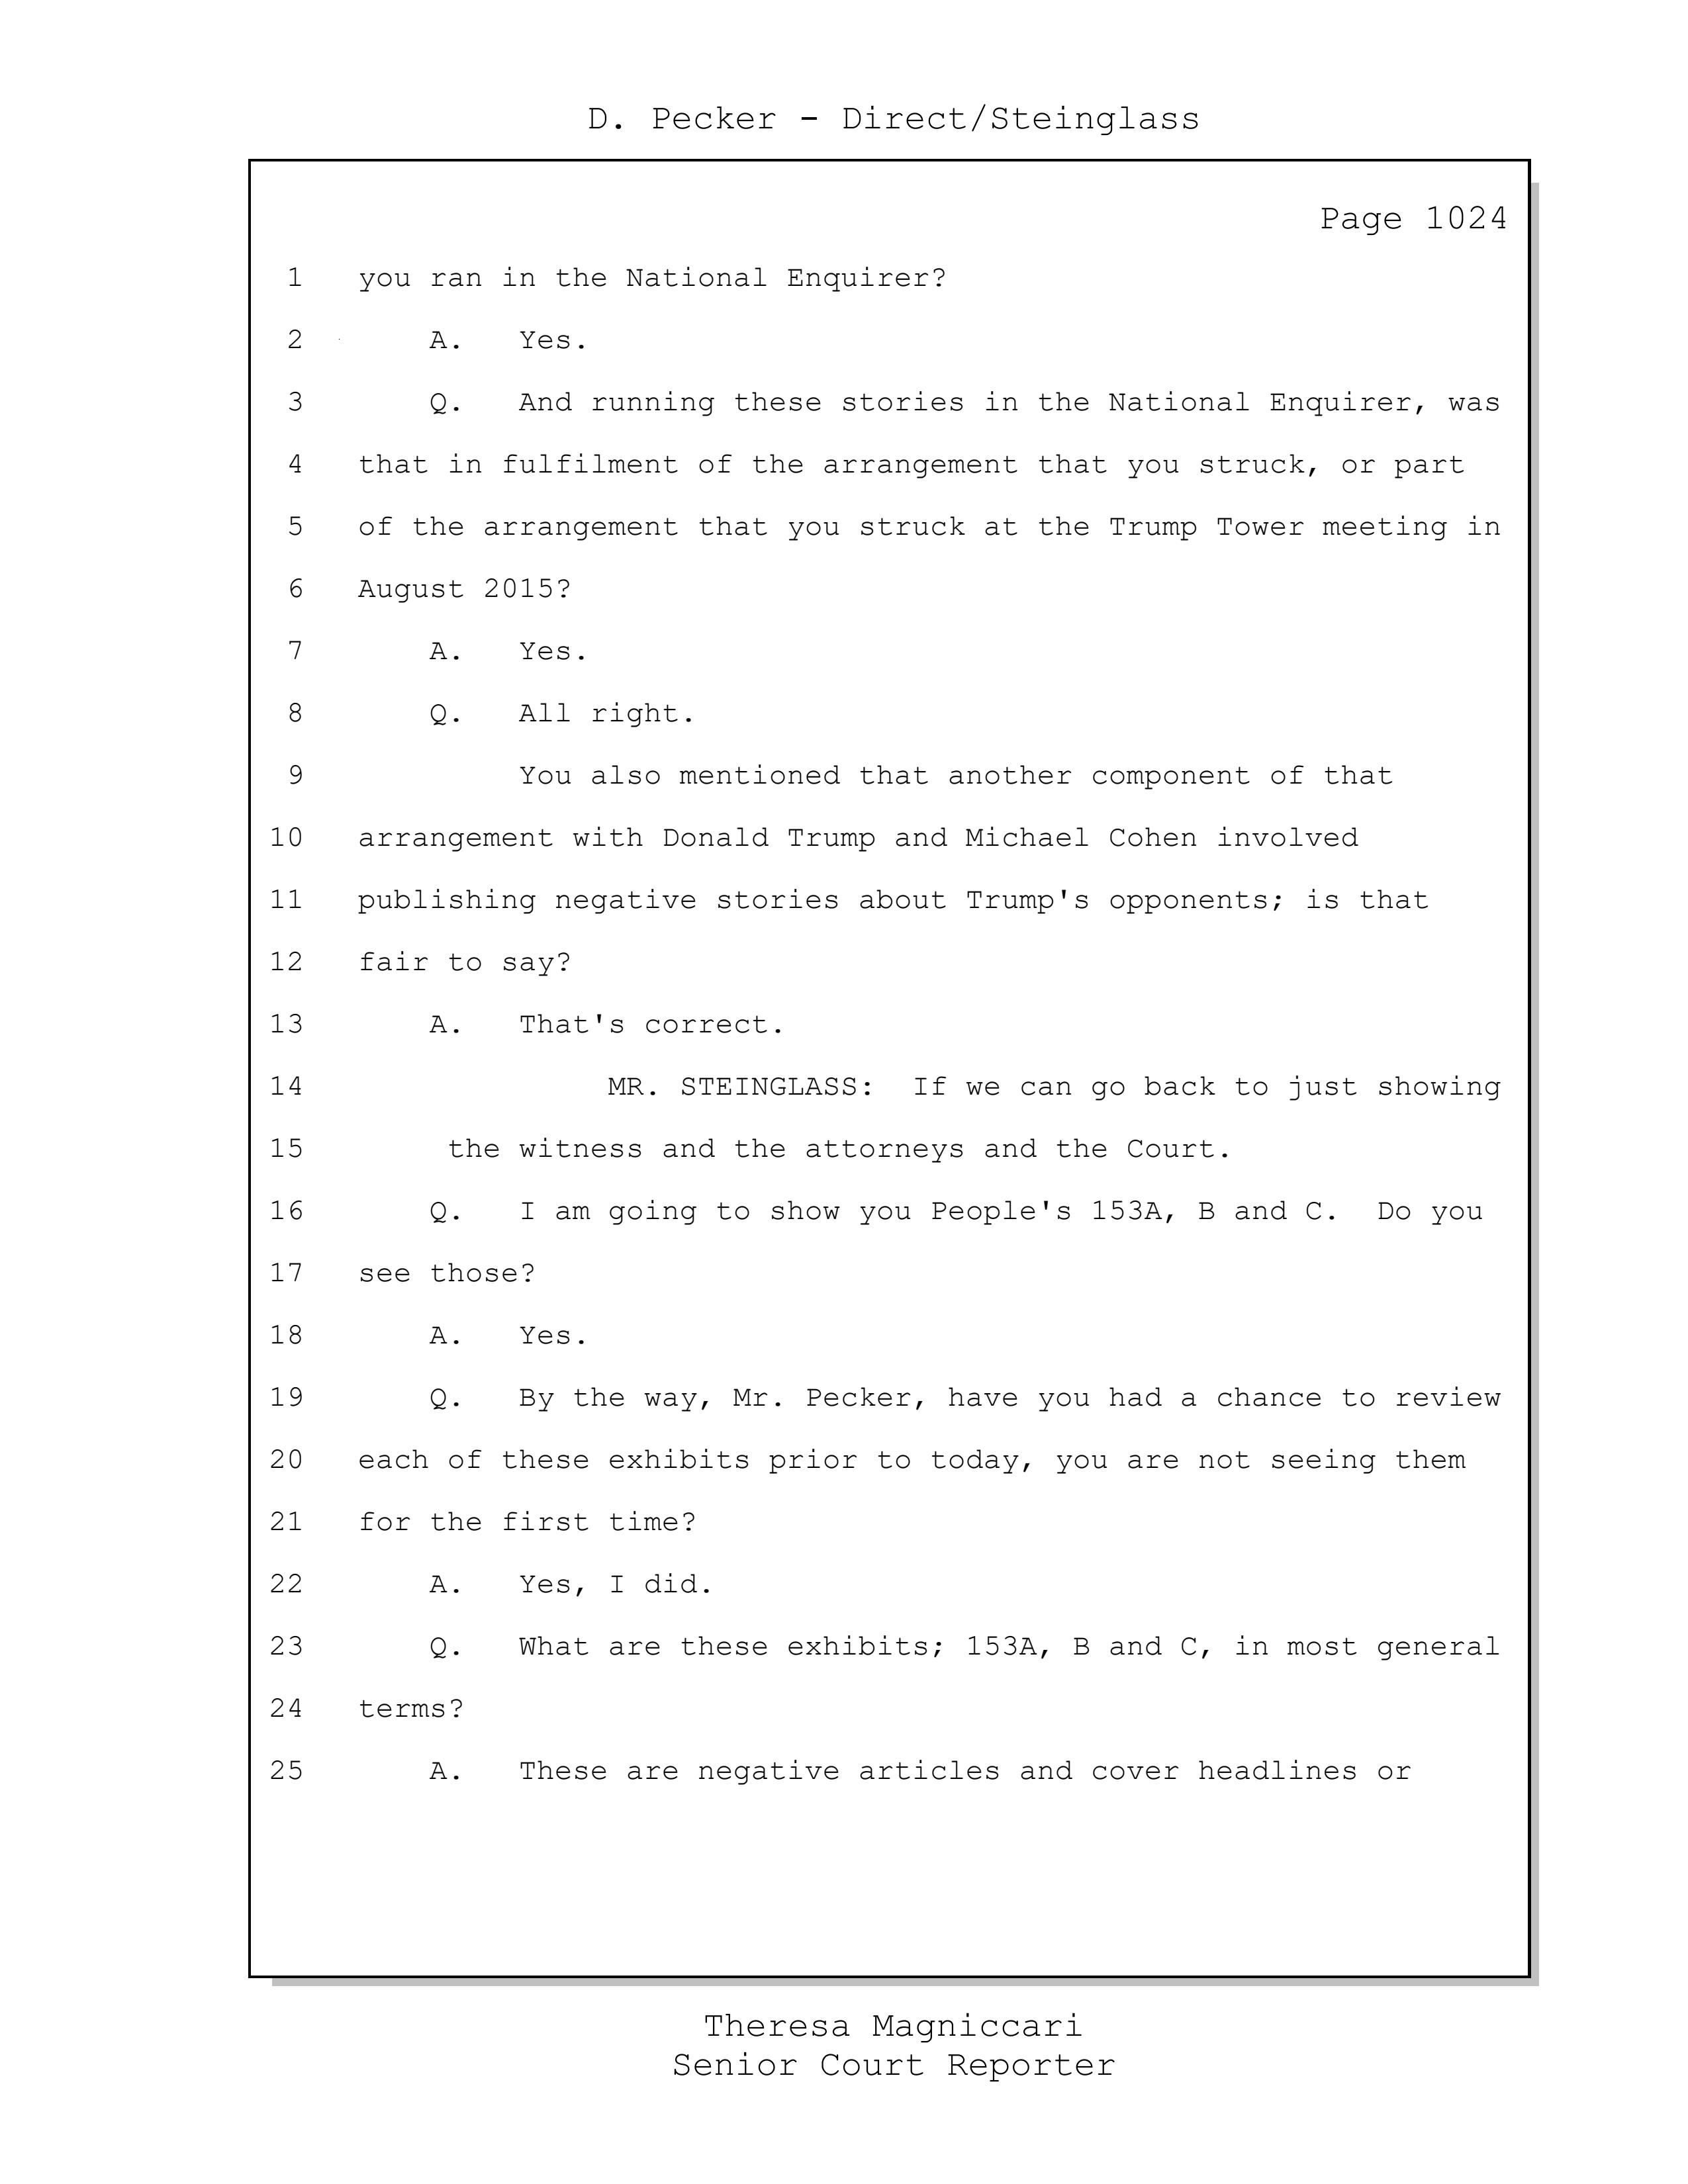 D. Pecker - Direct/Steinglass
Page 1024
1 you ran in the National Enquirer?
2 A. Yes.
3 Q. And running these stories in the National Enquirer, was
4 that in fulfilment of the arrangement that you struck, or part
5 of the arrangement that you struck at the Trump Tower meeting in
6 August 2015?
7 A. Yes.
8 Q. All right.
9 You also mentioned that another component of that
10 arrangement with Donald Trump and Michael Cohen involved
11 publishing negative stories about Trump's opponents; is that
12 fair to say?
13 A. That's correct.
14 MR. STEINGLASS: If we can go back to just showing
15 the witness and the attorneys and the Court.
16 Q. I am going to show you People's 153A, B and C. Do you
17 see those?
18 A. Yes.
19 Q. By the way, Mr. Pecker, have you had a chance to review
20 each of these exhibits prior to today, you are not seeing them
21 for the first time?
22 A. Yes, I did.
23 Q. What are these exhibits; 153A, B and C, in most general
24 terms?
25 A. These are negative articles and cover headlines or
Theresa Magniccari
Senior Court Reporter